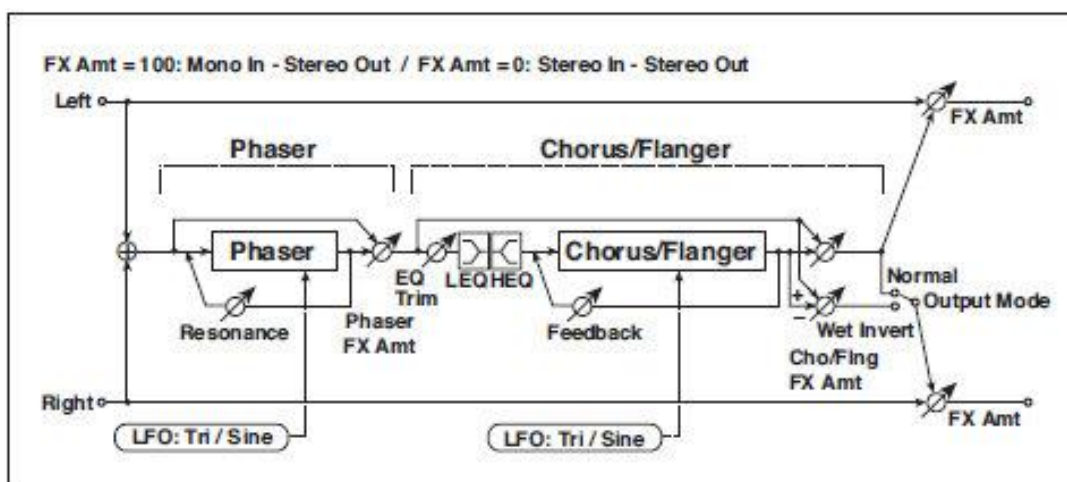 FX Amt = 100: Mono In - Stereo Out / FX Amt = 0: Stereo In - Stereo Out
Left
FX Amt
Phaser
Chorus/Flanger
Phaser
Chorus/Flanger
EQ
Trim
LEQ
HEQ
Normal
+
−
Output Mode
Resonance
Phaser
FX Amt
Feedback
Wet Invert
Cho/Flng
FX Amt
Right
FX Amt
LFO: Tri / Sine
LFO: Tri / Sine